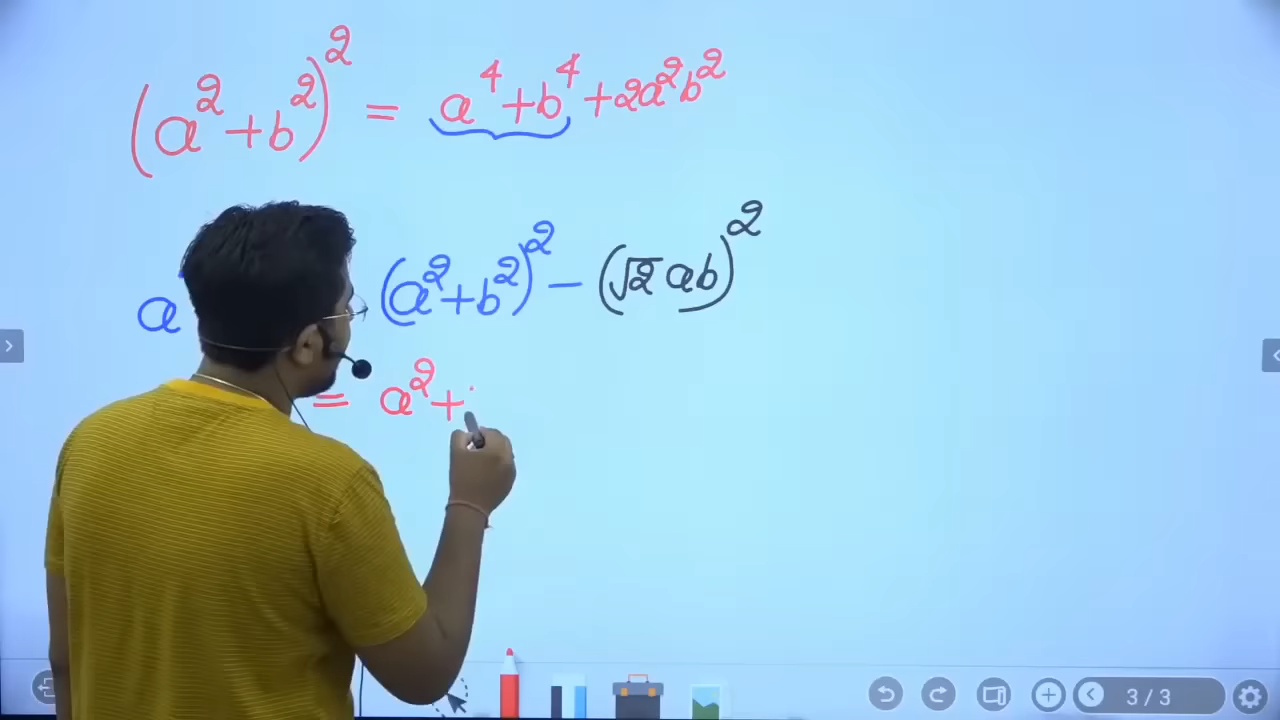 (a²+b²)² = a⁴+b⁴+2a²b²
a (a²+b²)² − (√2 ab)²
= a²+
3 / 3